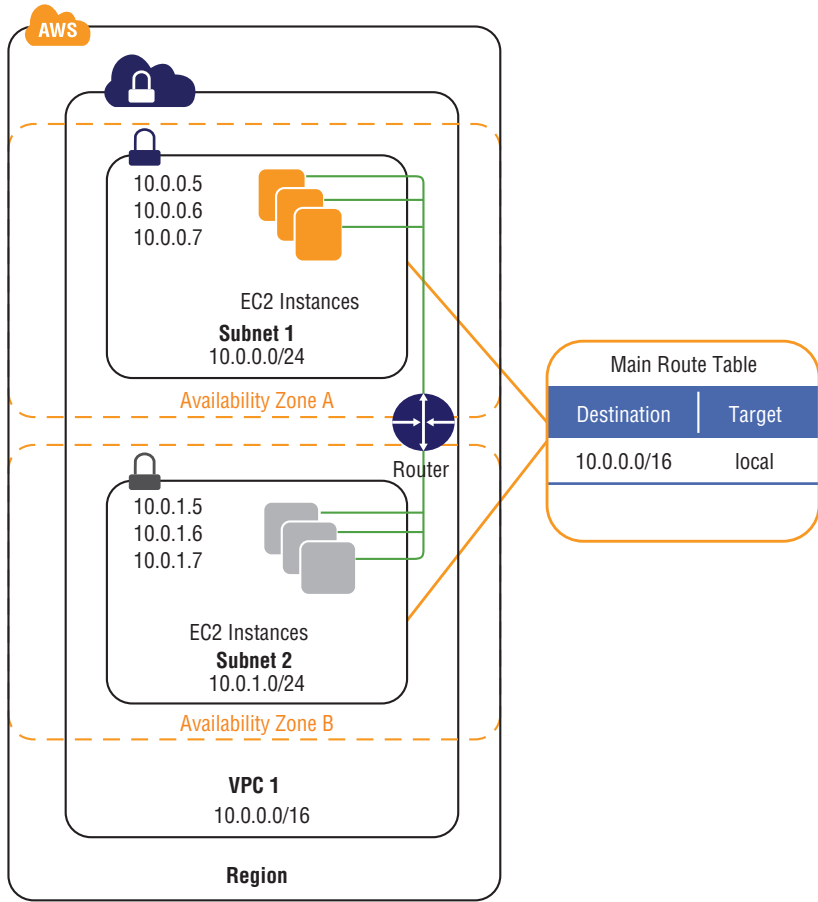 AWS
10.0.0.5
10.0.0.6
10.0.0.7
EC2 Instances
Subnet 1
10.0.0.0/24
Availability Zone A
Router
10.0.1.5
10.0.1.6
10.0.1.7
EC2 Instances
Subnet 2
10.0.1.0/24
Availability Zone B
VPC 1
10.0.0.0/16
Region
Main Route Table
Destination Target
10.0.0.0/16 local